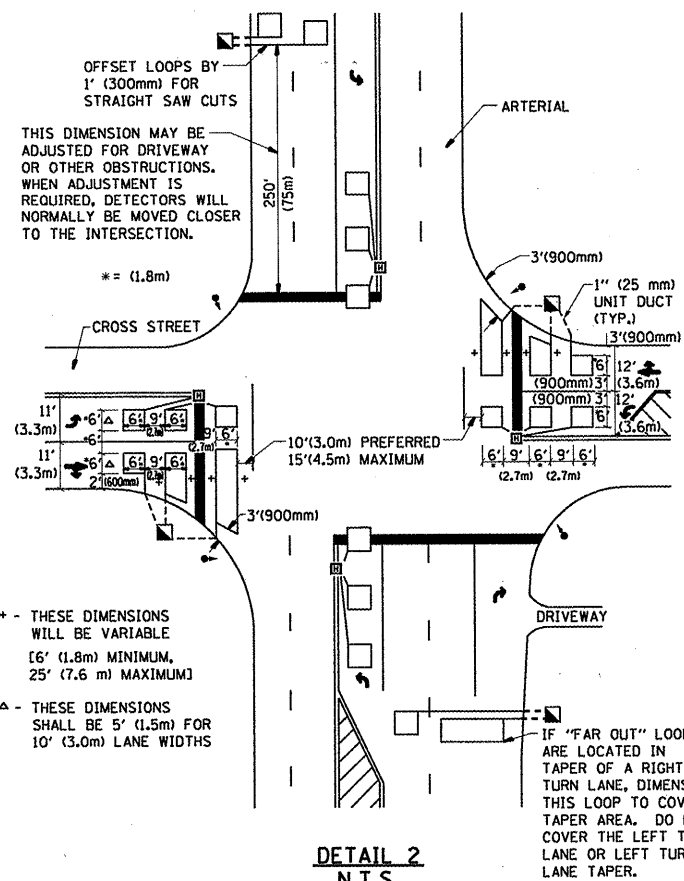 OFFSET LOOPS BY
1' (300mm) FOR
STRAIGHT SAW CUTS
ARTERIAL
THIS DIMENSION MAY BE
ADJUSTED FOR DRIVEWAY
OR OTHER OBSTRUCTIONS.
WHEN ADJUSTMENT IS
REQUIRED, DETECTORS WILL
NORMALLY BE MOVED CLOSER
TO THE INTERSECTION.
250'
(75m)
*= (1.8m)
3'(900mm)
1" (25 mm)
UNIT DUCT
(TYP.)
3'(900mm)
CROSS STREET
H
6'
12'
(3.6m)
(900mm) 3'
(900mm) 3'
12'
6'
(3.6m)
H
6' 9' 6' 9' 6'
(2.7m) (2.7m)
H
11'
(3.3m)
*6'
6' 9' 6'
(2.7m)
*6'
9' 6'
(2.7m)
11'
(3.3m)
*6'
6' 9' 6'
(2.7m)
2'
(600mm)
10'(3.0m) PREFERRED
15'(4.5m) MAXIMUM
3'(900mm)
H
+ - THESE DIMENSIONS
WILL BE VARIABLE
[6' (1.8m) MINIMUM,
25' (7.6 m) MAXIMUM]
△ - THESE DIMENSIONS
SHALL BE 5' (1.5m) FOR
10' (3.0m) LANE WIDTHS
DRIVEWAY
IF "FAR OUT" LOO
ARE LOCATED IN
TAPER OF A RIGHT
TURN LANE, DIMENS
THIS LOOP TO COV
TAPER AREA. DO
COVER THE LEFT T
LANE OR LEFT TUR
LANE TAPER.
DETAIL 2
N.T.S.